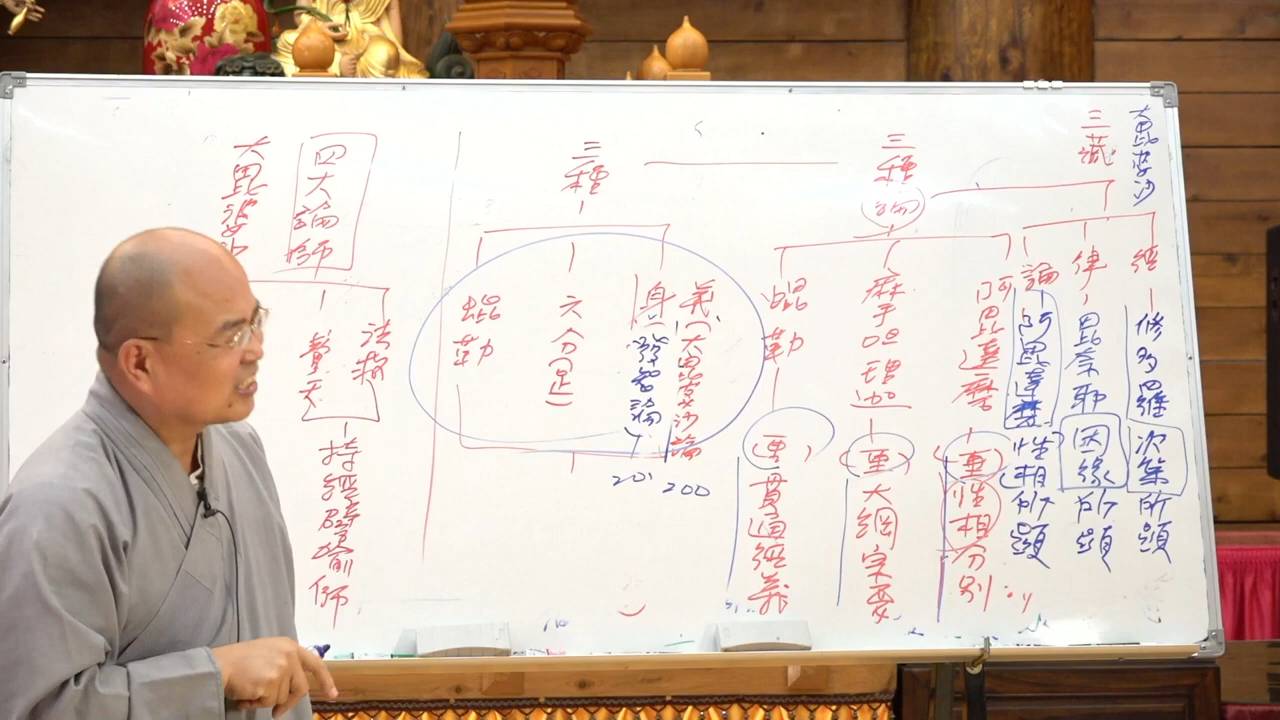 大毘婆沙
三藏
經
修多羅
次第所顯
律
毘奈耶
因緣所顯
論
阿毘達磨
性相所顯
三種
論
阿毘達磨
重
性相分別
摩呾理迦
重
大綱宗要
蜫勒
重
貫通經義
三種
義(大毘婆沙論
200
身(發智論
20
六分足)
蜫勒
四大論師
大毘婆沙
法救
覺天
持經譬喻師